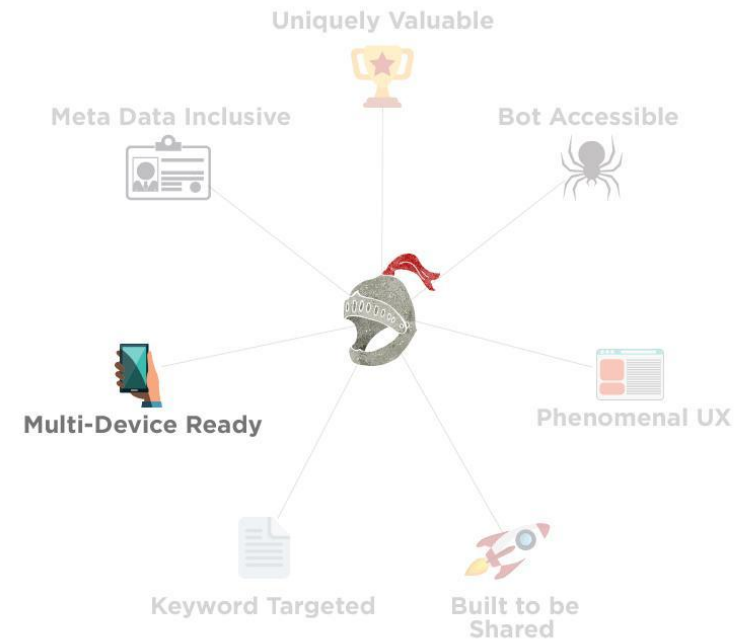 Uniquely Valuable
Meta Data Inclusive
Bot Accessible
Multi-Device Ready
Phenomenal UX
Keyword Targeted
Built to be
Shared